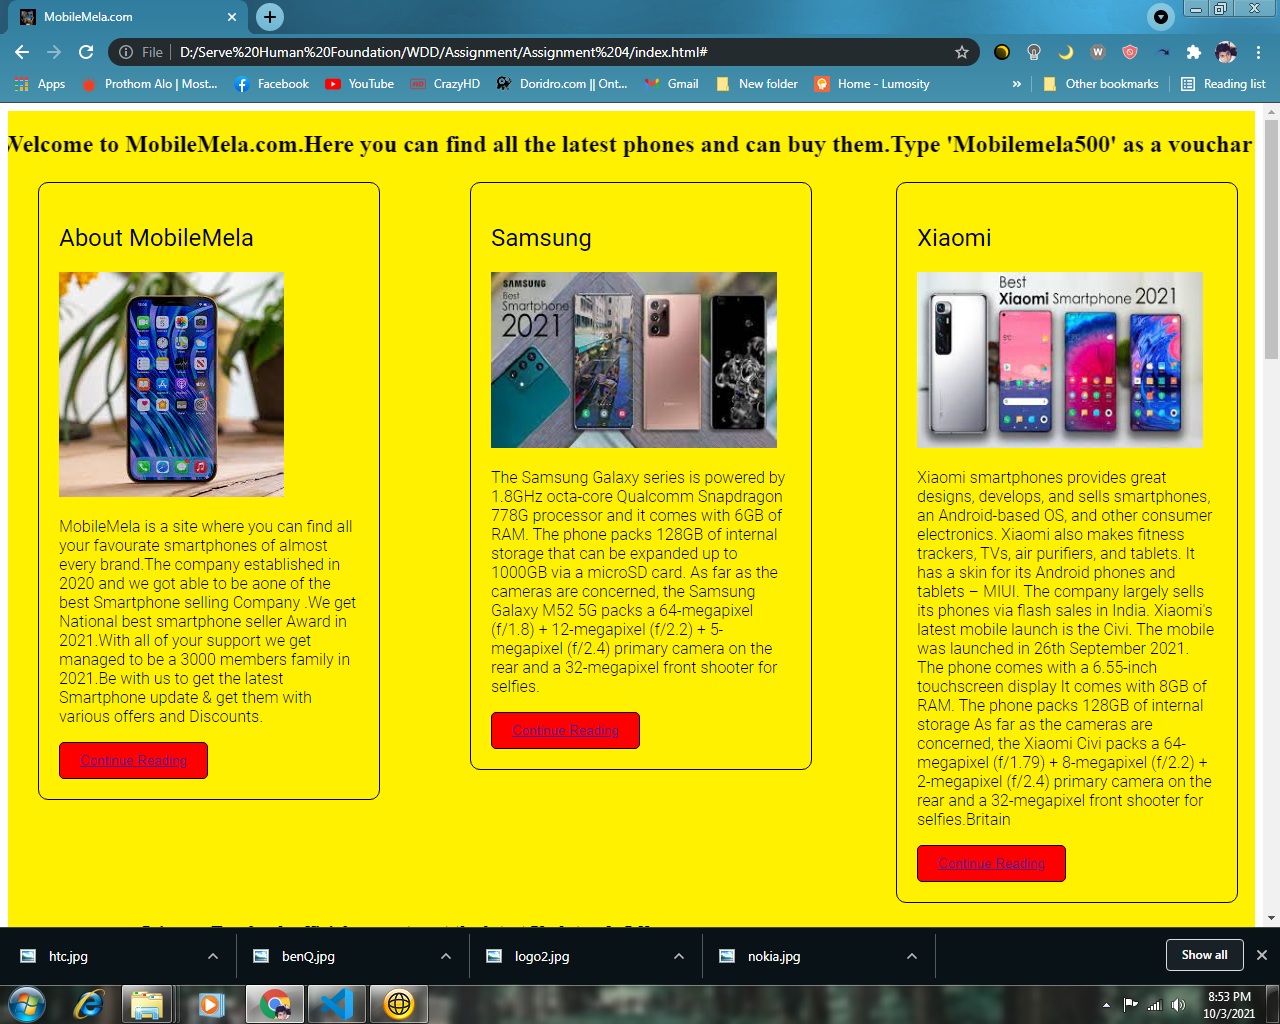 MobileMela.com
File
D:/Serve%20Human%20Foundation/WDD/Assignment/Assignment%204/index.html#
Apps
Prothom Alo | Most...
Facebook
YouTube
CrazyHD
Doridro.com || Ont...
Gmail
New folder
Home - Lumosity
»
Other bookmarks
Reading list
Welcome to MobileMela.com.Here you can find all the latest phones and can buy them.Type 'Mobilemela500' as a vouchar
About MobileMela
MobileMela is a site where you can find all
your favourate smartphones of almost
every brand.The company established in
2020 and we got able to be aone of the
best Smartphone selling Company .We get
National best smartphone seller Award in
2021.With all of your support we get
managed to be a 3000 members family in
2021.Be with us to get the latest
Smartphone update & get them with
various offers and Discounts.
Continue Reading
Samsung
SAMSUNG
Best
Smartphone
2021
The Samsung Galaxy series is powered by
1.8GHz octa-core Qualcomm Snapdragon
778G processor and it comes with 6GB of
RAM. The phone packs 128GB of internal
storage that can be expanded up to
1000GB via a microSD card. As far as the
cameras are concerned, the Samsung
Galaxy M52 5G packs a 64-megapixel
(f/1.8) + 12-megapixel (f/2.2) + 5-
megapixel (f/2.4) primary camera on the
rear and a 32-megapixel front shooter for
selfies.
Continue Reading
Xiaomi
Best
Xiaomi Smartphone 2021
Xiaomi smartphones provides great
designs, develops, and sells smartphones,
an Android-based OS, and other consumer
electronics. Xiaomi also makes fitness
trackers, TVs, air purifiers, and tablets. It
has a skin for its Android phones and
tablets – MIUI. The company largely sells
its phones via flash sales in India. Xiaomi's
latest mobile launch is the Civi. The mobile
was launched in 26th September 2021.
The phone comes with a 6.55-inch
touchscreen display It comes with 8GB of
RAM. The phone packs 128GB of internal
storage As far as the cameras are
concerned, the Xiaomi Civi packs a 64-
megapixel (f/1.79) + 8-megapixel (f/2.2) +
2-megapixel (f/2.4) primary camera on the
rear and a 32-megapixel front shooter for
selfies.Britain
Continue Reading
htc.jpg
benQ.jpg
logo2.jpg
nokia.jpg
Show all
8:53 PM
10/3/2021